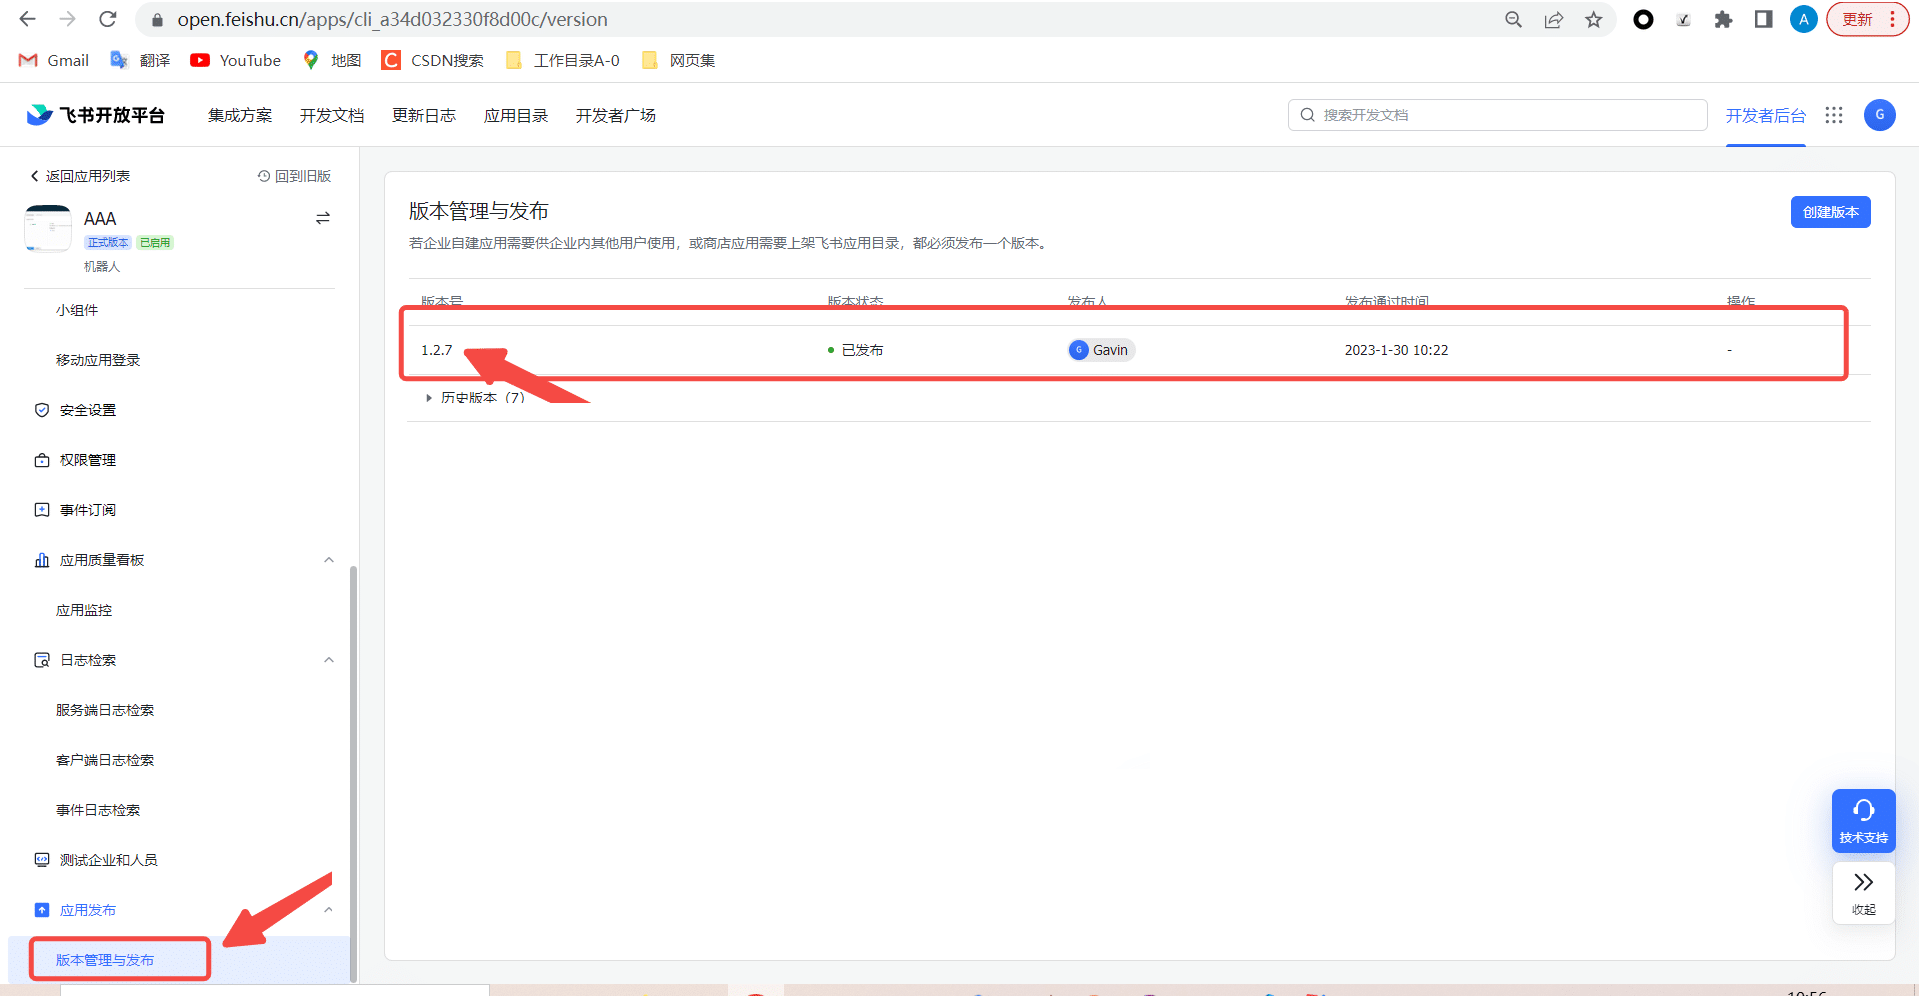 open.feishu.cn/apps/cli_a34d032330f8d00c/version
A
更新
Gmail
翻译
YouTube
地图
CSDN搜索
工作目录A-0
网页集
飞书开放平台
集成方案
开发文档
更新日志
应用目录
开发者广场
搜索开发文档
开发者后台
G
返回应用列表
回到旧版
AAA
正式版本
已启用
机器人
小组件
移动应用登录
安全设置
权限管理
事件订阅
应用质量看板
应用监控
日志检索
服务端日志检索
客户端日志检索
事件日志检索
测试企业和人员
应用发布
版本管理与发布
版本管理与发布
创建版本
若企业自建应用需要供企业内其他用户使用，或商店应用需要上架飞书应用目录，都必须发布一个版本。
版本号
版本状态
发布人
发布通过时间
操作
1.2.7
已发布
G
Gavin
2023-1-30 10:22
-
历史版本（7）
技术支持
收起